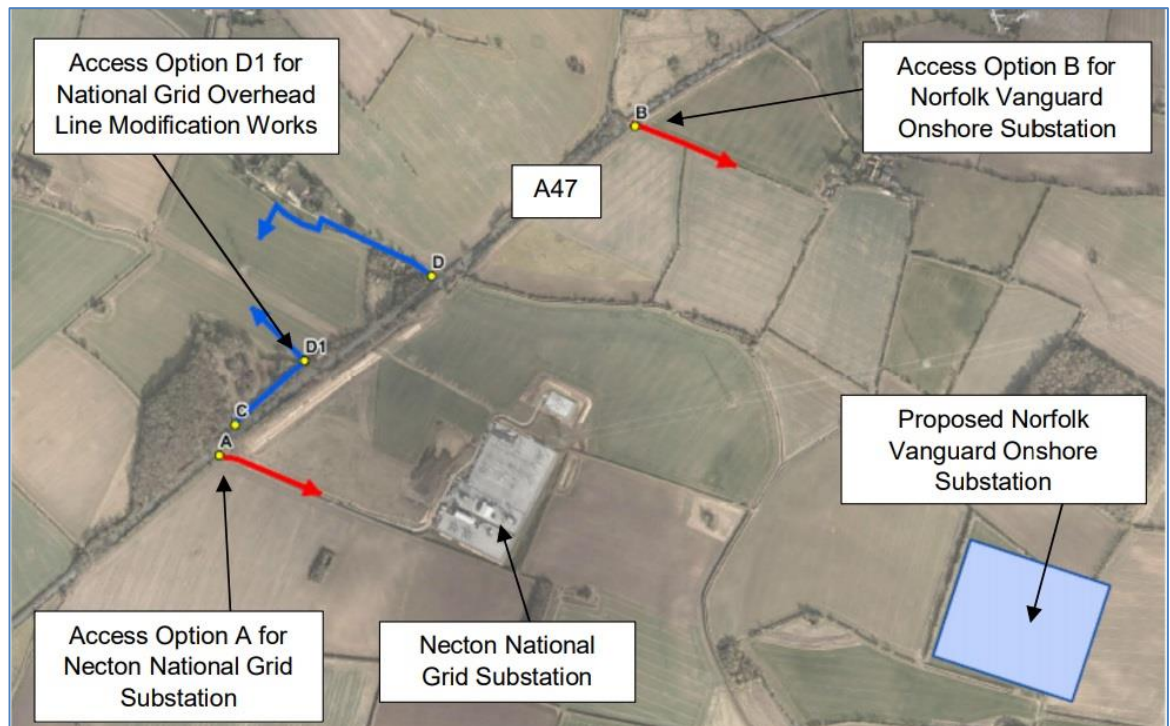 Access Option D1 for
National Grid Overhead
Line Modification Works
Access Option B for
Norfolk Vanguard
Onshore Substation
B
A47
D
D1
C
A
Proposed Norfolk
Vanguard Onshore
Substation
Access Option A for
Necton National Grid
Substation
Necton National
Grid Substation